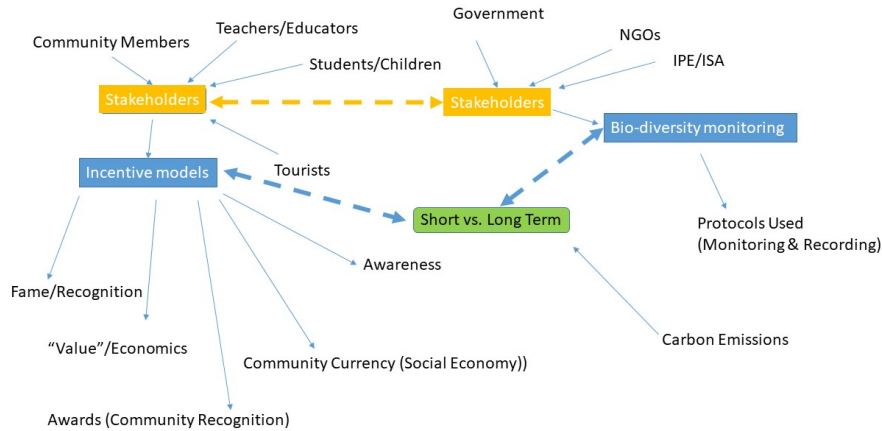 Government
Teachers/Educators
Community Members
NGOs
Students/Children
IPE/ISA
Stakeholders
Stakeholders
Bio-diversity monitoring
Incentive models
Tourists
Short vs. Long Term
Protocols Used
(Monitoring & Recording)
Awareness
Fame/Recognition
Carbon Emissions
“Value”/Economics
Community Currency (Social Economy))
Awards (Community Recognition)